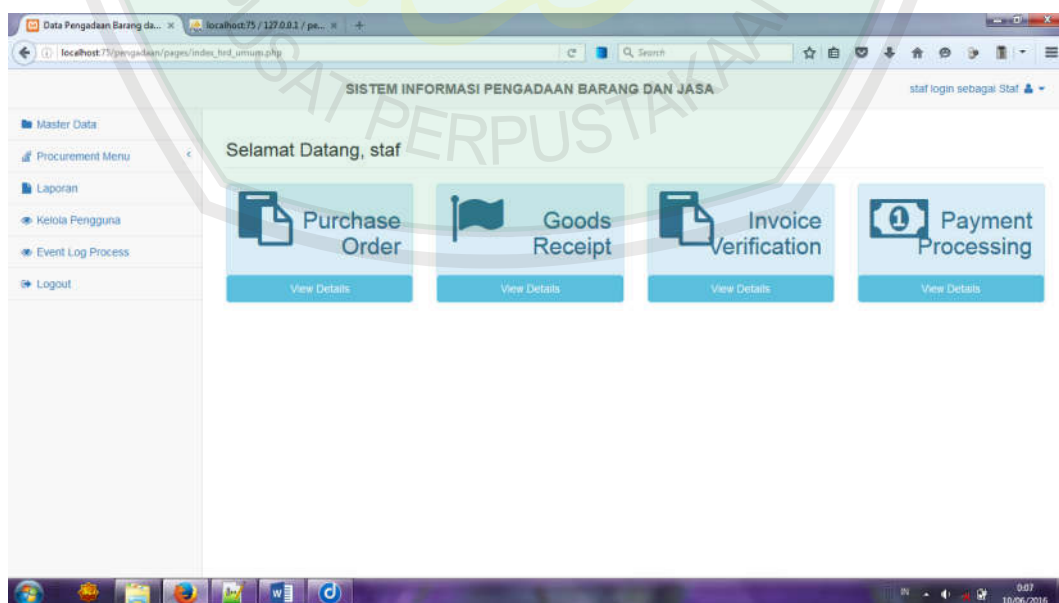 Data Pengadaan Barang da...
localhost:75 / 127.0.0.1 / pe...
localhost:75/pengadaan/pages/index_hrd_umum.php
Search
SISTEM INFORMASI PENGADAAN BARANG DAN JASA
staf login sebagai Staf
PUSAT PERPUSTAKAAN
Master Data
Procurement Menu
Laporan
Kelola Pengguna
Event Log Process
Logout
Selamat Datang, staf
Purchase
Order
View Details
Goods
Receipt
View Details
Invoice
Verification
View Details
Payment
Processing
View Details
IN
0:07
10/06/2016